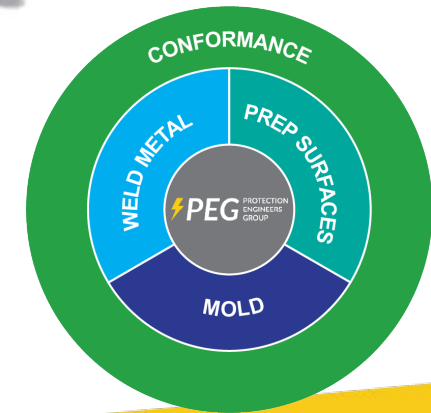 CONFORMANCE
WELD METAL
PREP SURFACES
PEG PROTECTION
ENGINEERS
GROUP
MOLD